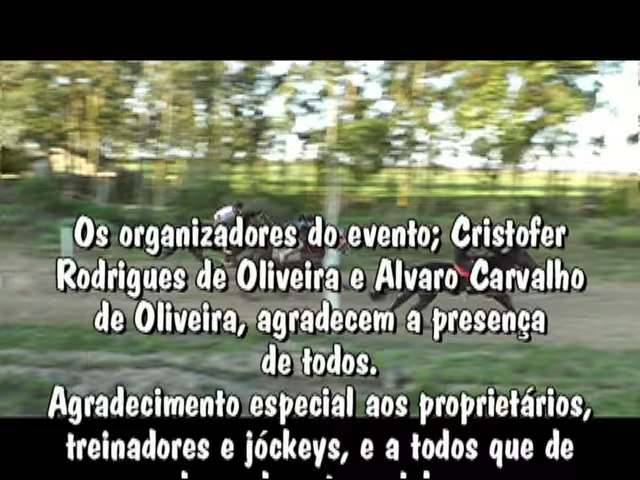 Os organizadores do evento; Cristofer
Rodrigues de Oliveira e Alvaro Carvalho
de Oliveira, agradecem a presença
de todos.
Agradecimento especial aos proprietários,
treinadores e jóckeys, e a todos que de